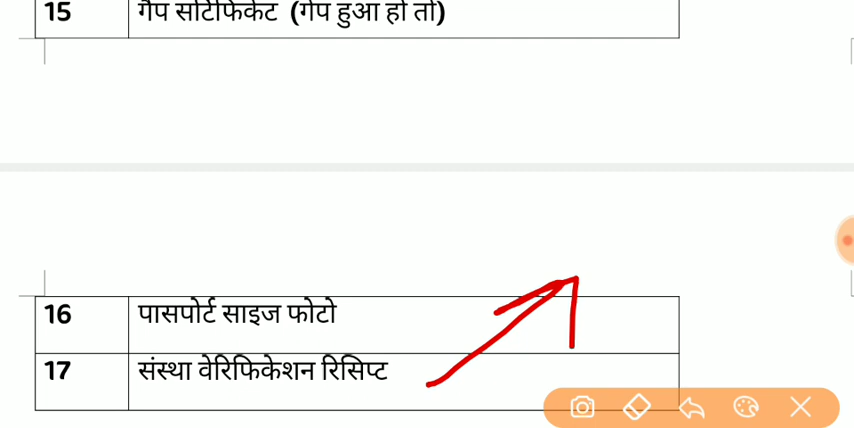 15 गैप सर्टिफिकेट (गेप हुआ हो तो)
16 पासपोर्ट साइज फोटो
17 संस्था वेरिफिकेशन रिसिप्ट